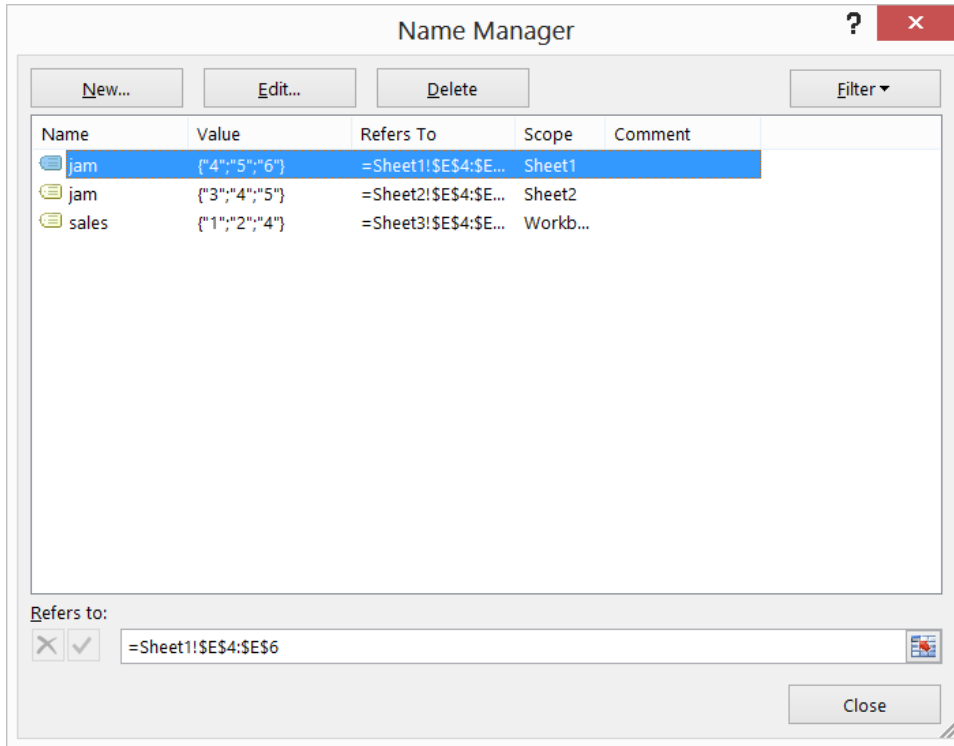 Name Manager
?
New... Edit... Delete Filter
Name Value Refers To Scope Comment
jam {"4";"5";"6"} =Sheet1!$E$4:$E... Sheet1
jam {"3";"4";"5"} =Sheet2!$E$4:$E... Sheet2
sales {"1";"2";"4"} =Sheet3!$E$4:$E... Workb...
Refers to:
=Sheet1!$E$4:$E$6
Close